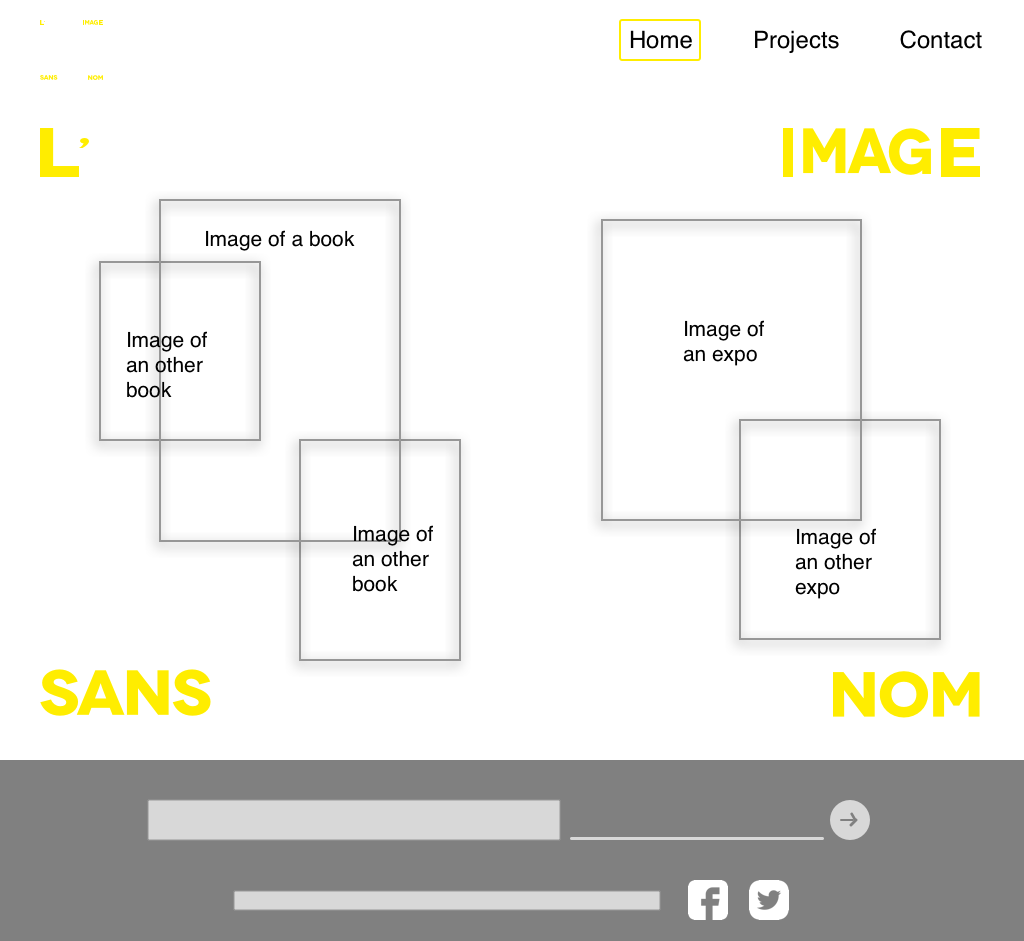 L IMAGE
SANS NOM
Home Projects Contact
L’ IMAGE
Image of a book
Image of
an other
book
Image of
an other
book
Image of
an expo
Image of
an other
expo
SANS NOM